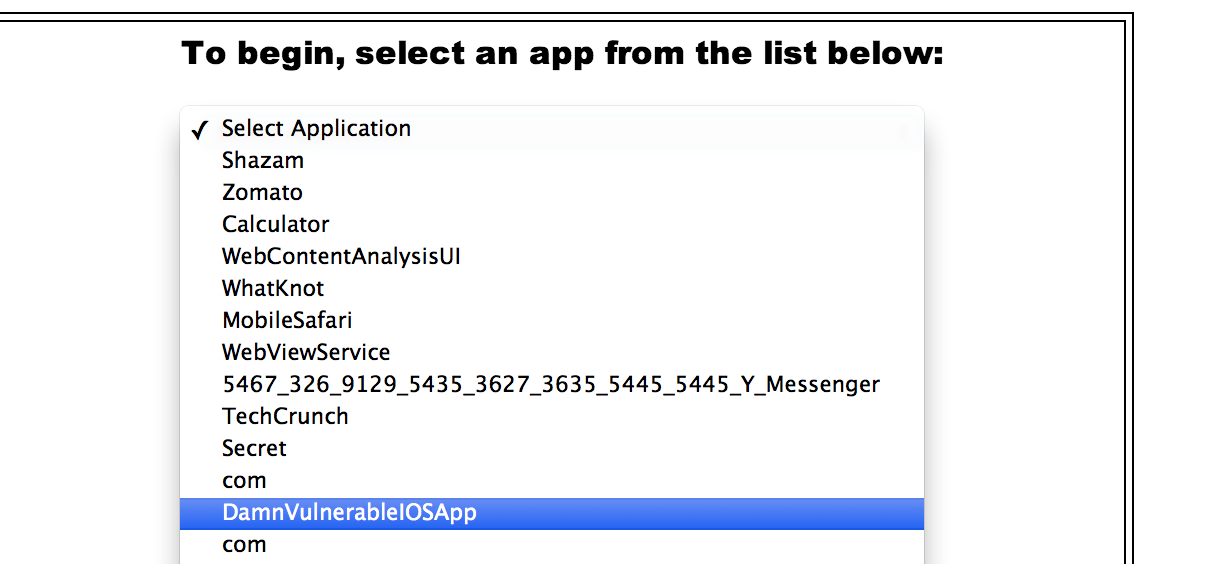 To begin, select an app from the list below:
✓ Select Application
Shazam
Zomato
Calculator
WebContentAnalysisUI
WhatKnot
MobileSafari
WebViewService
5467_326_9129_5435_3627_3635_5445_5445_Y_Messenger
TechCrunch
Secret
com
DamnVulnerableIOSApp
com